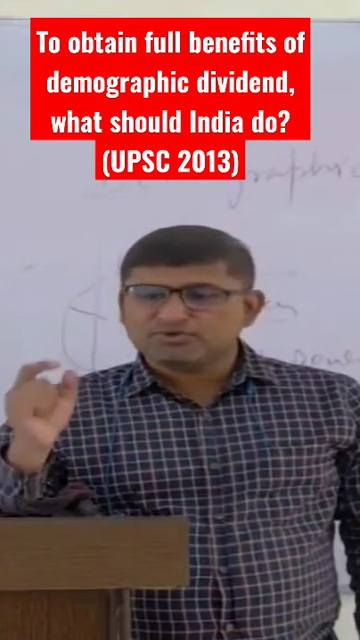 To obtain full benefits of
demographic dividend,
what should India do?
(UPSC 2013)